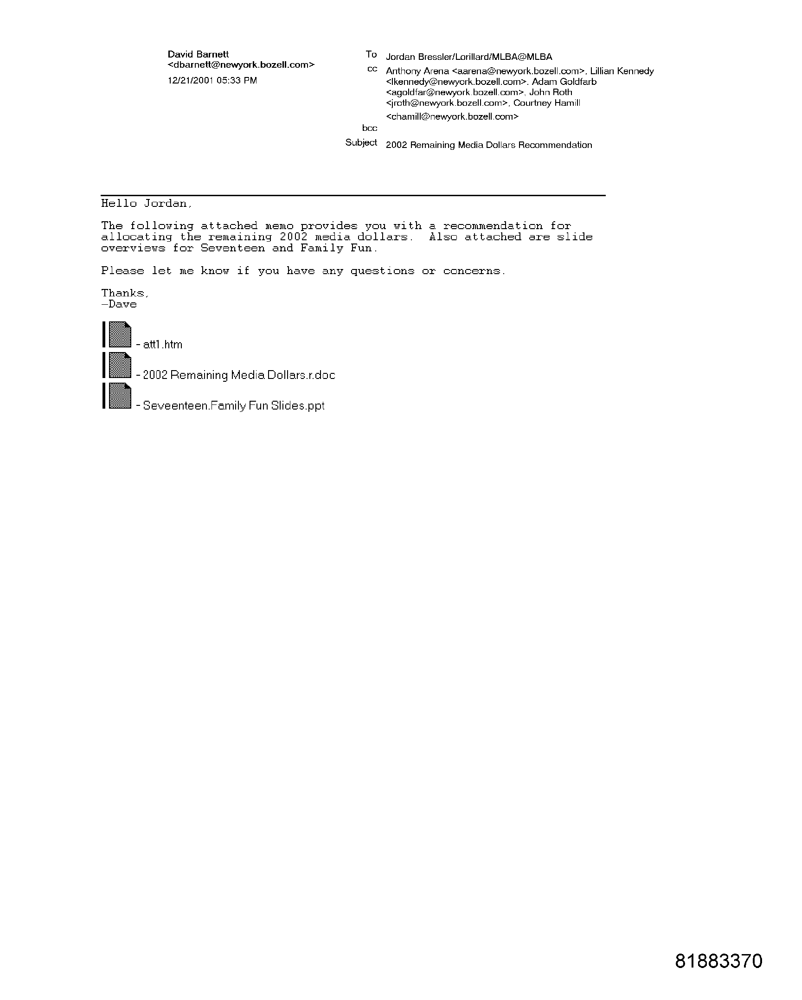 David Barnett
<dbarnett@newyork.bozell.com>
12/21/2001 05:33 PM
To Jordan Bressler/Lorillard/MLBA@MLBA
cc Anthony Arena <aarena@newyork.bozell.com>, Lillian Kennedy
<lkennedy@newyork.bozell.com>, Adam Goldfarb
<agoldfar@newyork.bozell.com>, John Roth
<jroth@newyork.bozell.com>, Courtney Hamill
<chamill@newyork.bozell.com>
bcc
Subject 2002 Remaining Media Dollars Recommendation
Hello Jordan,
The following attached memo provides you with a recommendation for
allocating the remaining 2002 media dollars. Also attached are slide
overviews for Seventeen and Family Fun.
Please let me know if you have any questions or concerns.
Thanks,
-Dave
- att1.htm
- 2002 Remaining Media Dollars.r.doc
- Seveenteen.Family Fun Slides.ppt
81883370